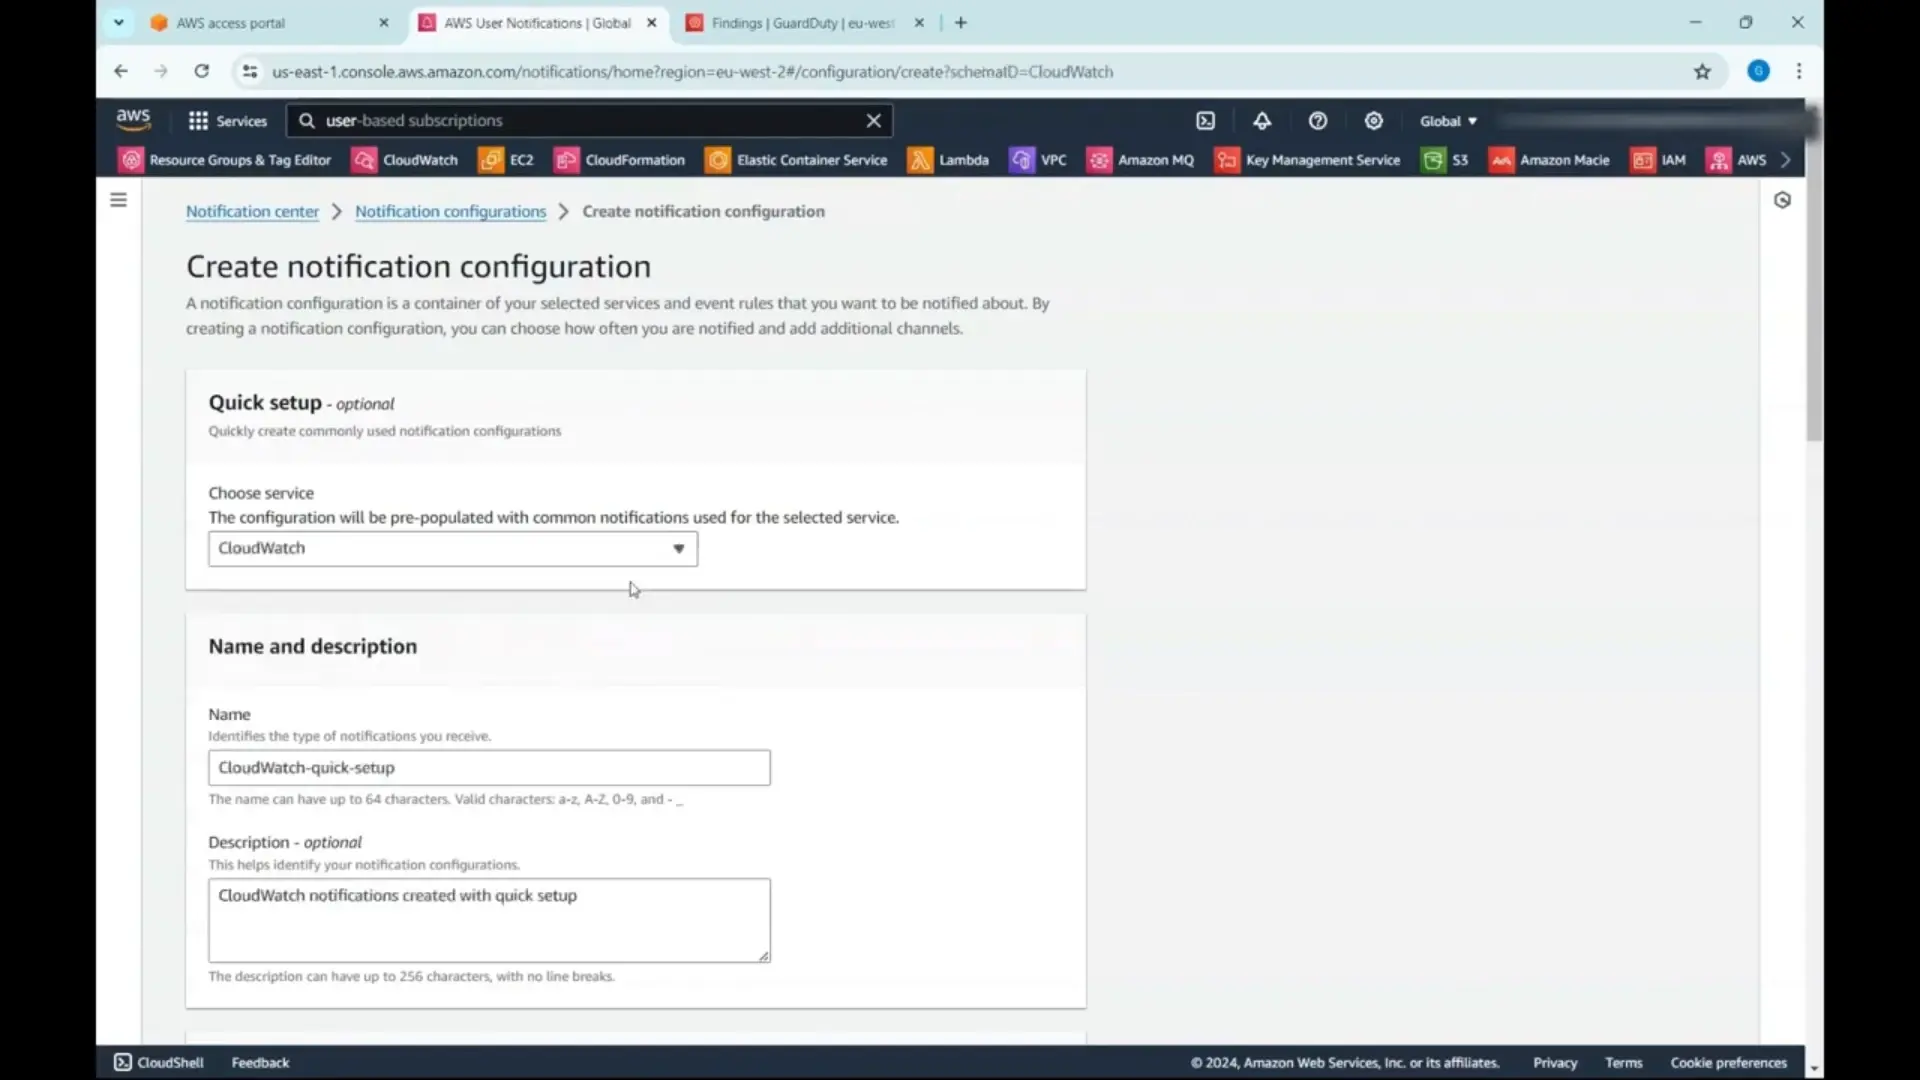 AWS access portal
AWS User Notifications | Global
Findings | GuardDuty | eu-wes
us-east-1.console.aws.amazon.com/notifications/home?region=eu-west-2#/configuration/create?schemaID=CloudWatch
G
aws
Services
user-based subscriptions
Global
Resource Groups & Tag Editor
CloudWatch
EC2
CloudFormation
Elastic Container Service
Lambda
VPC
Amazon MQ
Key Management Service
S3
Amazon Macie
IAM
AWS
Notification center > Notification configurations > Create notification configuration
Create notification configuration
A notification configuration is a container of your selected services and event rules that you want to be notified about. By
creating a notification configuration, you can choose how often you are notified and add additional channels.
Quick setup - optional
Quickly create commonly used notification configurations
Choose service
The configuration will be pre-populated with common notifications used for the selected service.
CloudWatch
Name and description
Name
Identifies the type of notifications you receive.
CloudWatch-quick-setup
The name can have up to 64 characters. Valid characters: a-z, A-Z, 0-9, and - _
Description - optional
This helps identify your notification configurations.
CloudWatch notifications created with quick setup
The description can have up to 256 characters, with no line breaks.
CloudShell
Feedback
© 2024, Amazon Web Services, Inc. or its affiliates.
Privacy
Terms
Cookie preferences